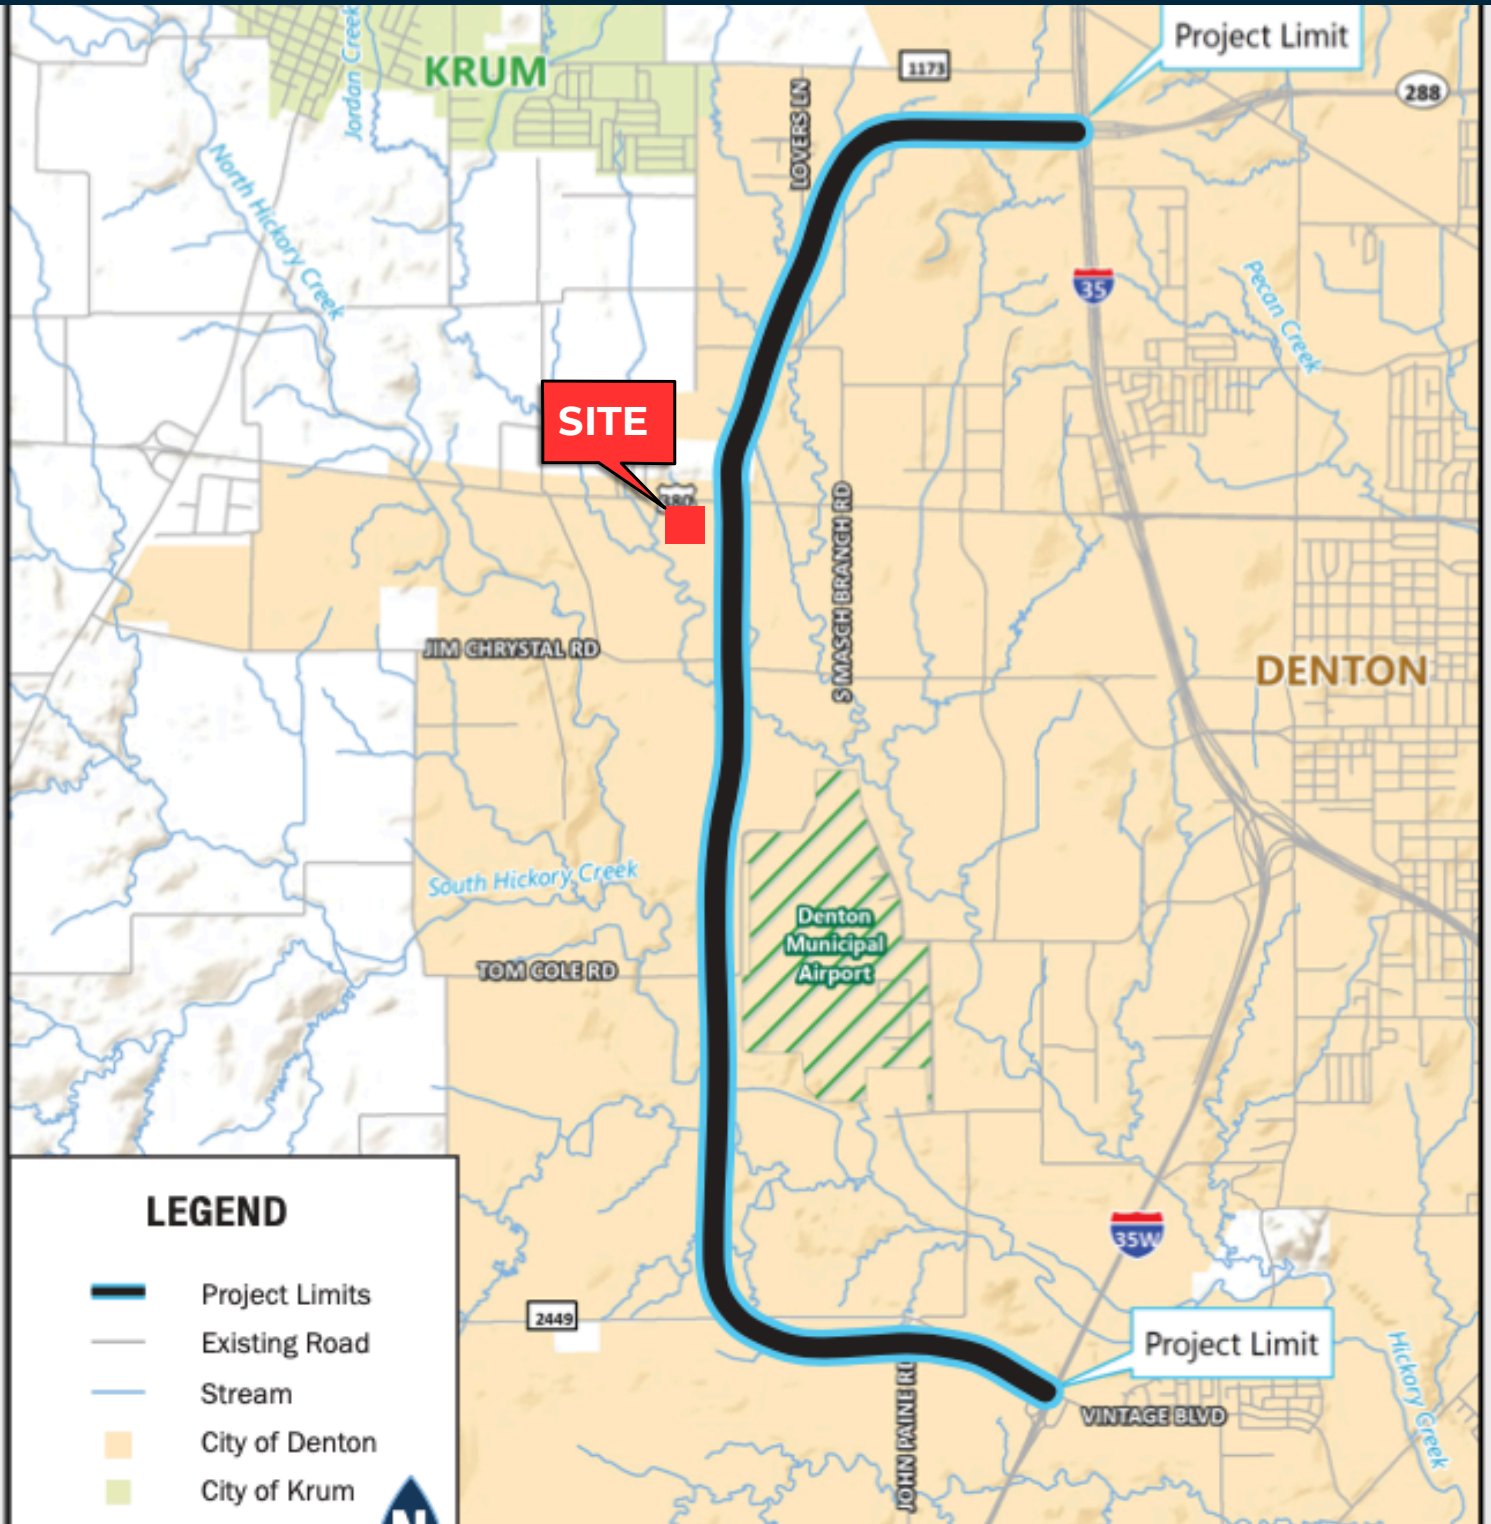 Project Limit
1173
288
KRUM
Jordan Creek
LOVERS LN
North Hickory Creek
35
Pecan Creek
SITE
380
S MASCH BRANCH RD
JIM CHRYSTAL RD
DENTON
South Hickory Creek
Denton
Municipal
Airport
TOM COLE RD
LEGEND
Project Limits
Existing Road
Stream
City of Denton
City of Krum
N
35W
2449
Project Limit
JOHN PAINE RD
VINTAGE BLVD
Hickory Creek